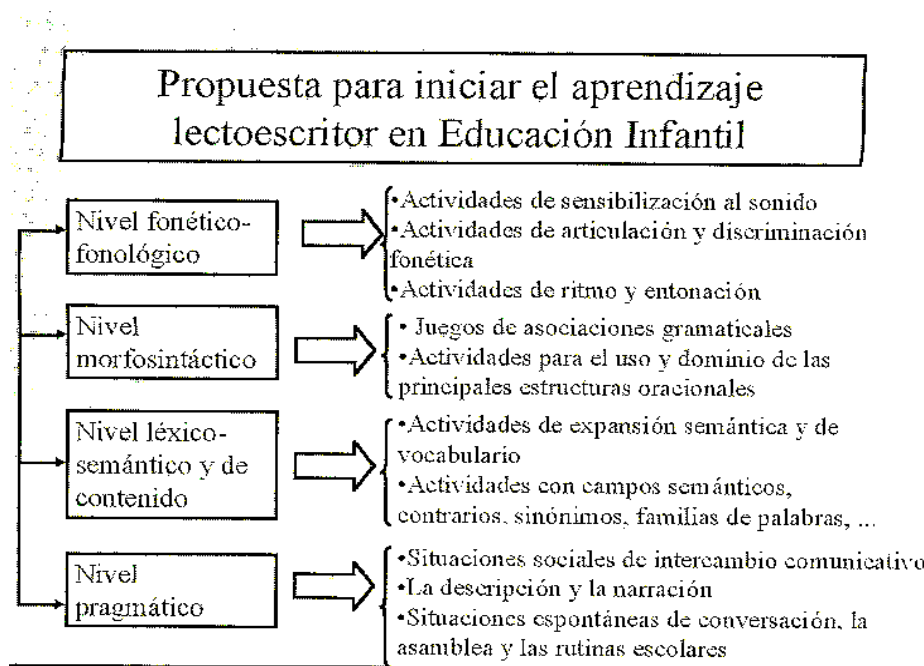 Propuesta para iniciar el aprendizaje
lectoescritor en Educación Infantil
Nivel fonético-
fonológico
•Actividades de sensibilización al sonido
•Actividades de articulación y discriminación
fonética
•Actividades de ritmo y entonación
Nivel
morfosintáctico
• Juegos de asociaciones gramaticales
•Actividades para el uso y dominio de las
principales estructuras oracionales
Nivel léxico-
semántico y de
contenido
•Actividades de expansión semántica y de
vocabulario
•Actividades con campos semánticos,
contrarios, sinónimos, familias de palabras, ...
Nivel
pragmático
•Situaciones sociales de intercambio comunicativo
•La descripción y la narración
•Situaciones espontáneas de conversación, la
asamblea y las rutinas escolares